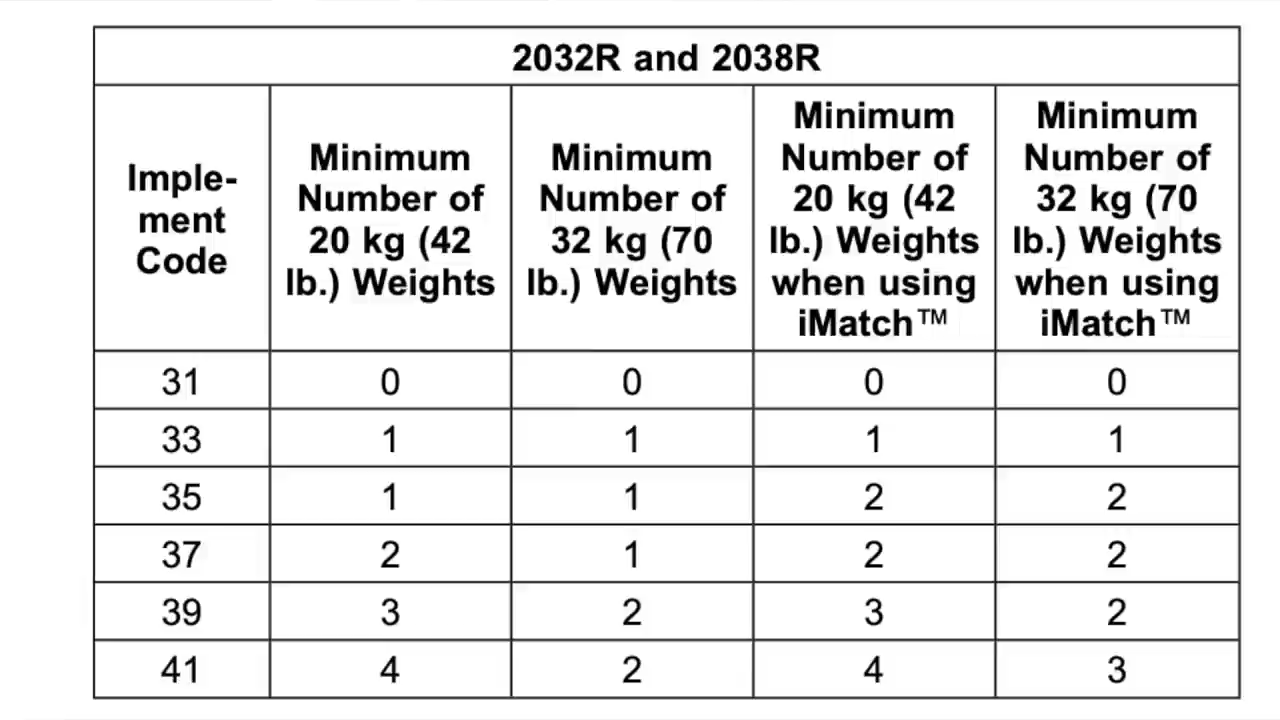 2032R and 2038R
Imple-
ment
Code
Minimum
Number of
20 kg (42
lb.) Weights
Minimum
Number of
32 kg (70
lb.) Weights
Minimum
Number of
20 kg (42
lb.) Weights
when using
iMatch™
Minimum
Number of
32 kg (70
lb.) Weights
when using
iMatch™
31 0 0 0 0
33 1 1 1 1
35 1 1 2 2
37 2 1 2 2
39 3 2 3 2
41 4 2 4 3